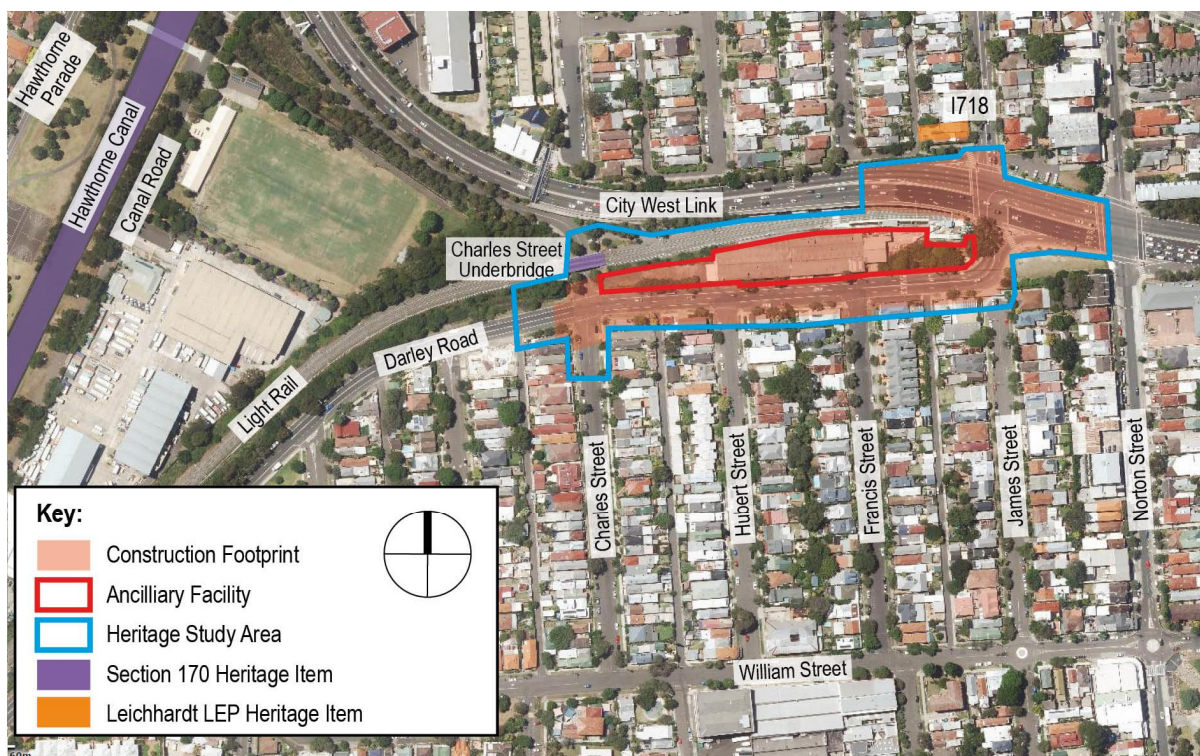 Hawthorne
Parade
Hawthorne Canal
Canal Road
I718
City West Link
Charles Street
Underbridge
Darley Road
Light Rail
Charles Street
Hubert Street
Francis Street
James Street
Norton Street
William Street
Key:
Construction Footprint
Ancilliary Facility
Heritage Study Area
Section 170 Heritage Item
Leichhardt LEP Heritage Item